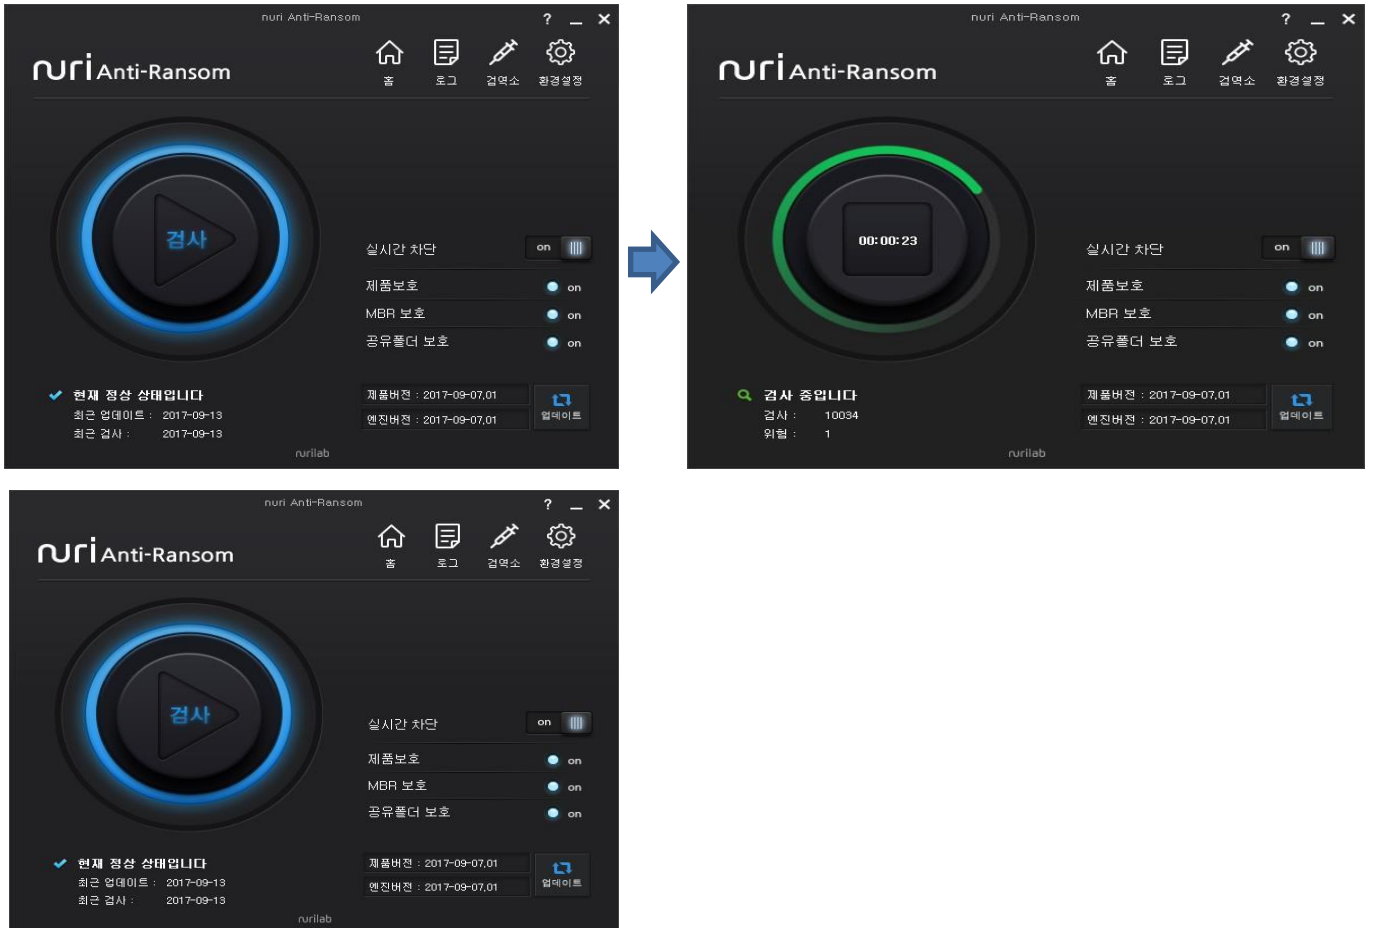 nuri Anti-Ransom
? _ ×
nuri Anti-Ransom
홈 로그 검역소 환경설정
검사
실시간 차단 on
제품보호 on
MBR 보호 on
공유폴더 보호 on
현재 정상 상태입니다
최근 업데이트 : 2017-09-13
최근 검사 : 2017-09-13
제품버전 : 2017-09-07.01
엔진버전 : 2017-09-07.01
업데이트
nurilab
nuri Anti-Ransom
? _ ×
nuri Anti-Ransom
홈 로그 검역소 환경설정
00:00:23
실시간 차단 on
제품보호 on
MBR 보호 on
공유폴더 보호 on
검사 중입니다
검사 : 10034
위험 : 1
제품버전 : 2017-09-07.01
엔진버전 : 2017-09-07.01
업데이트
nurilab
nuri Anti-Ransom
? _ ×
nuri Anti-Ransom
홈 로그 검역소 환경설정
검사
실시간 차단 on
제품보호 on
MBR 보호 on
공유폴더 보호 on
현재 정상 상태입니다
최근 업데이트 : 2017-09-13
최근 검사 : 2017-09-13
제품버전 : 2017-09-07.01
엔진버전 : 2017-09-07.01
업데이트
nurilab